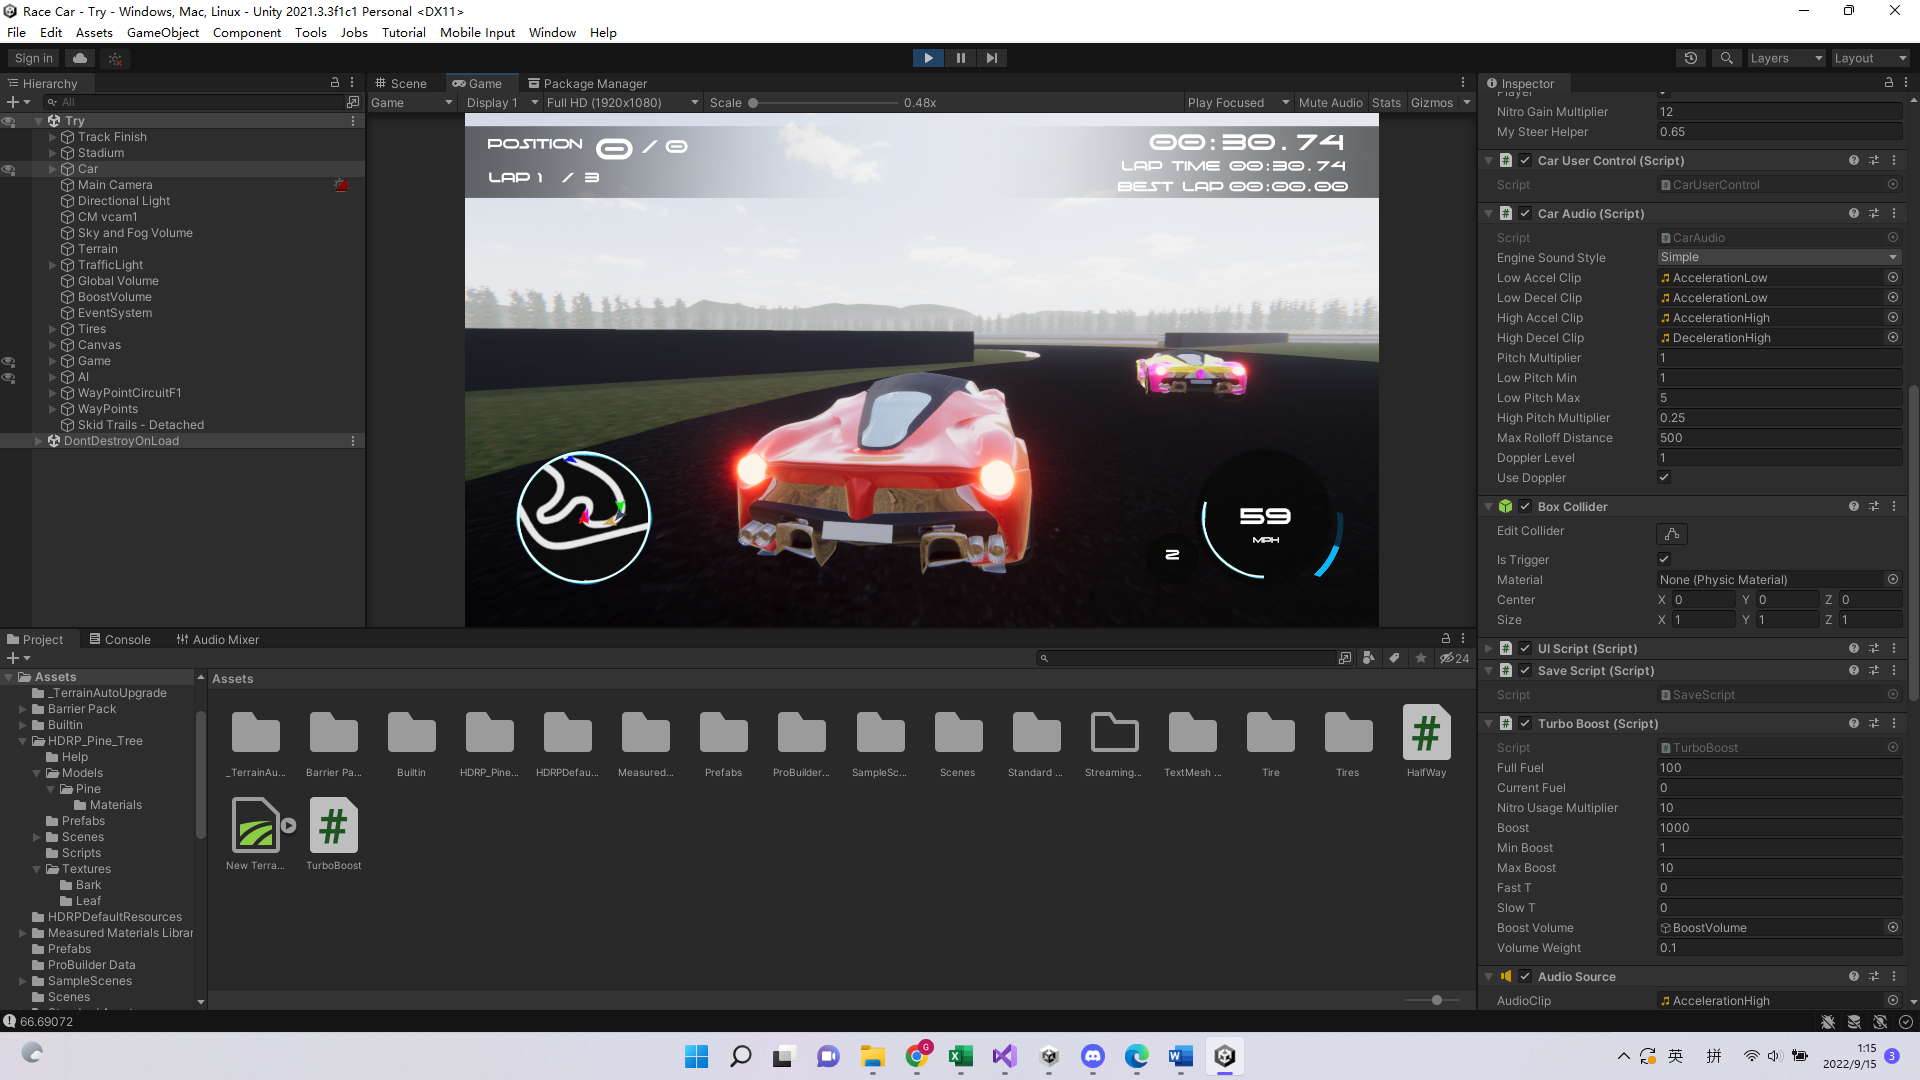 Race Car - Try - Windows, Mac, Linux - Unity 2021.3.3f1c1 Personal <DX11>
File Edit Assets GameObject Component Tools Jobs Tutorial Mobile Input Window Help
Sign in
Layers
Layout
Hierarchy
All
Try
Track Finish
Stadium
Car
Main Camera
Directional Light
CM vcam1
Sky and Fog Volume
Terrain
TrafficLight
Global Volume
BoostVolume
EventSystem
Tires
Canvas
Game
AI
WayPointCircuitF1
WayPoints
Skid Trails - Detached
DontDestroyOnLoad
Scene Game Package Manager
Game Display 1 Full HD (1920x1080) Scale 0.48x Play Focused Mute Audio Stats Gizmos
POSITION 0 / 0
LAP 1 / 3
00:30.74
LAP TIME 00:30.74
BEST LAP 00:00.00
59
MPH
2
Inspector
Player
Nitro Gain Multiplier 12
My Steer Helper 0.65
# Car User Control (Script)
Script CarUserControl
# Car Audio (Script)
Script CarAudio
Engine Sound Style Simple
Low Accel Clip AccelerationLow
Low Decel Clip AccelerationLow
High Accel Clip AccelerationHigh
High Decel Clip DecelerationHigh
Pitch Multiplier 1
Low Pitch Min 1
Low Pitch Max 5
High Pitch Multiplier 0.25
Max Rolloff Distance 500
Doppler Level 1
Use Doppler
Box Collider
Edit Collider
Is Trigger
Material None (Physic Material)
Center X 0 Y 0 Z 0
Size X 1 Y 1 Z 1
# UI Script (Script)
# Save Script (Script)
Script SaveScript
# Turbo Boost (Script)
Script TurboBoost
Full Fuel 100
Current Fuel 0
Nitro Usage Multiplier 10
Boost 1000
Min Boost 1
Max Boost 10
Fast T 0
Slow T 0
Boost Volume BoostVolume
Volume Weight 0.1
Audio Source
AudioClip AccelerationHigh
Project Console Audio Mixer
24
Assets
_TerrainAutoUpgrade
Barrier Pack
Builtin
HDRP_Pine_Tree
Help
Models
Pine
Materials
Prefabs
Scenes
Scripts
Textures
Bark
Leaf
HDRPDefaultResources
Measured Materials Librar
Prefabs
ProBuilder Data
SampleScenes
Scenes
Assets
_TerrainAu... Barrier Pa... Builtin HDRP_Pine... HDRPDefau... Measured... Prefabs ProBuilder... SampleSc... Scenes Standard ... Streaming... TextMesh ... Tire Tires HalfWay
New Terra... TurboBoost
66.69072
G
英 拼
1:15
2022/9/15
3